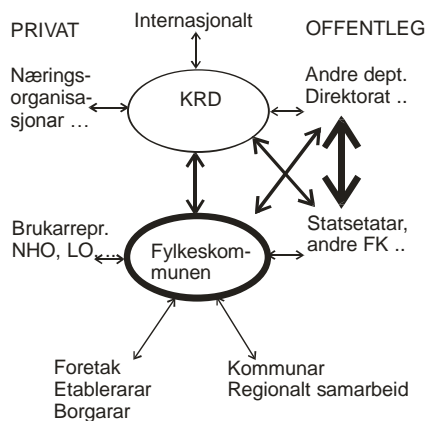 PRIVAT
Internasjonalt
OFFENTLEG
Nærings-
organisa-
sjonar ...
KRD
Andre dept.
Direktorat ..
Brukarrepr.
NHO, LO, ...
Fylkeskom-
munen
Statsetatar,
andre FK ..
Foretak
Etablerarar
Borgarar
Kommunar
Regionalt samarbeid